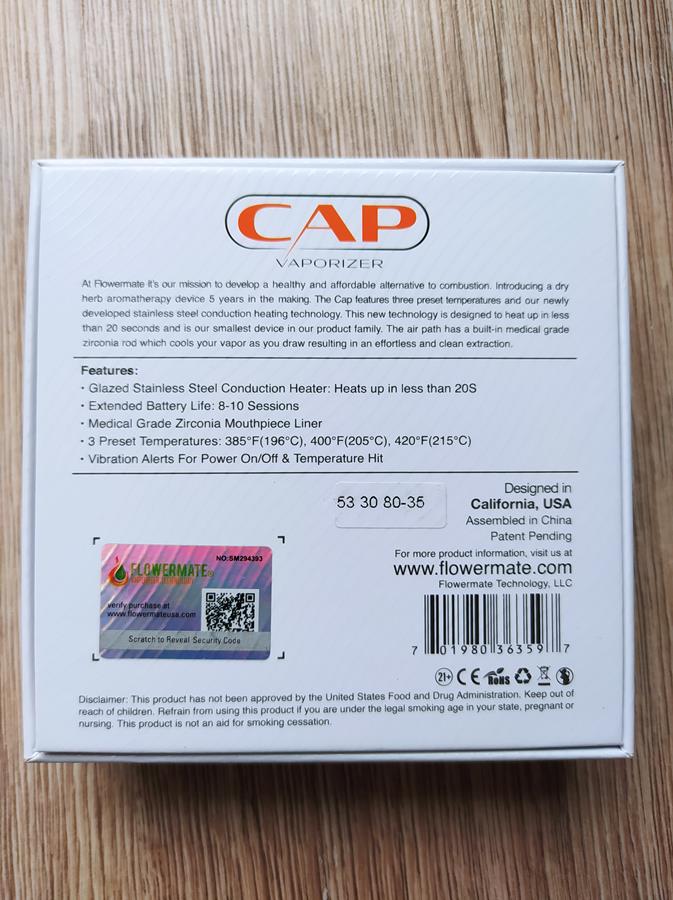 CAP
VAPORIZER
At Flowermate it's our mission to develop a healthy and affordable alternative to combustion. Introducing a dry
herb aromatherapy device 5 years in the making. The Cap features three preset temperatures and our newly
developed stainless steel conduction heating technology. This new technology is designed to heat up in less
than 20 seconds and is our smallest device in our product family. The air path has a built-in medical grade
zirconia rod which cools your vapor as you draw resulting in an effortless and clean extraction.
Features:
• Glazed Stainless Steel Conduction Heater: Heats up in less than 20S
• Extended Battery Life: 8-10 Sessions
• Medical Grade Zirconia Mouthpiece Liner
• 3 Preset Temperatures: 385°F(196°C), 400°F(205°C), 420°F(215°C)
• Vibration Alerts For Power On/Off & Temperature Hit
53 30 80-35
Designed in
California, USA
Assembled in China
Patent Pending
For more product information, visit us at
www.flowermate.com
Flowermate Technology, LLC
7 01980 36359 7
NO:SM294393
FLOWERMATE®
VAPORIZER TECHNOLOGY
verify purchase at
www.flowermateusa.com
Scratch to Reveal Security Code
21+ CE RoHS
Disclaimer: This product has not been approved by the United States Food and Drug Administration. Keep out of
reach of children. Refrain from using this product if you are under the legal smoking age in your state, pregnant or
nursing. This product is not an aid for smoking cessation.